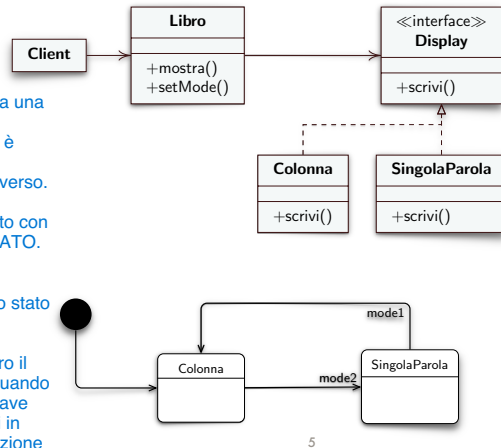 Libro
≪interface≫
Display
Client
+mostra()
+setMode()
+scrivi()
a una
è
verso.
to con
ATO.
Colonna
SingolaParola
+scrivi()
+scrivi()
o stato
mode1
ro il
Colonna
SingolaParola
quando
mode2
ave
in
zione
5